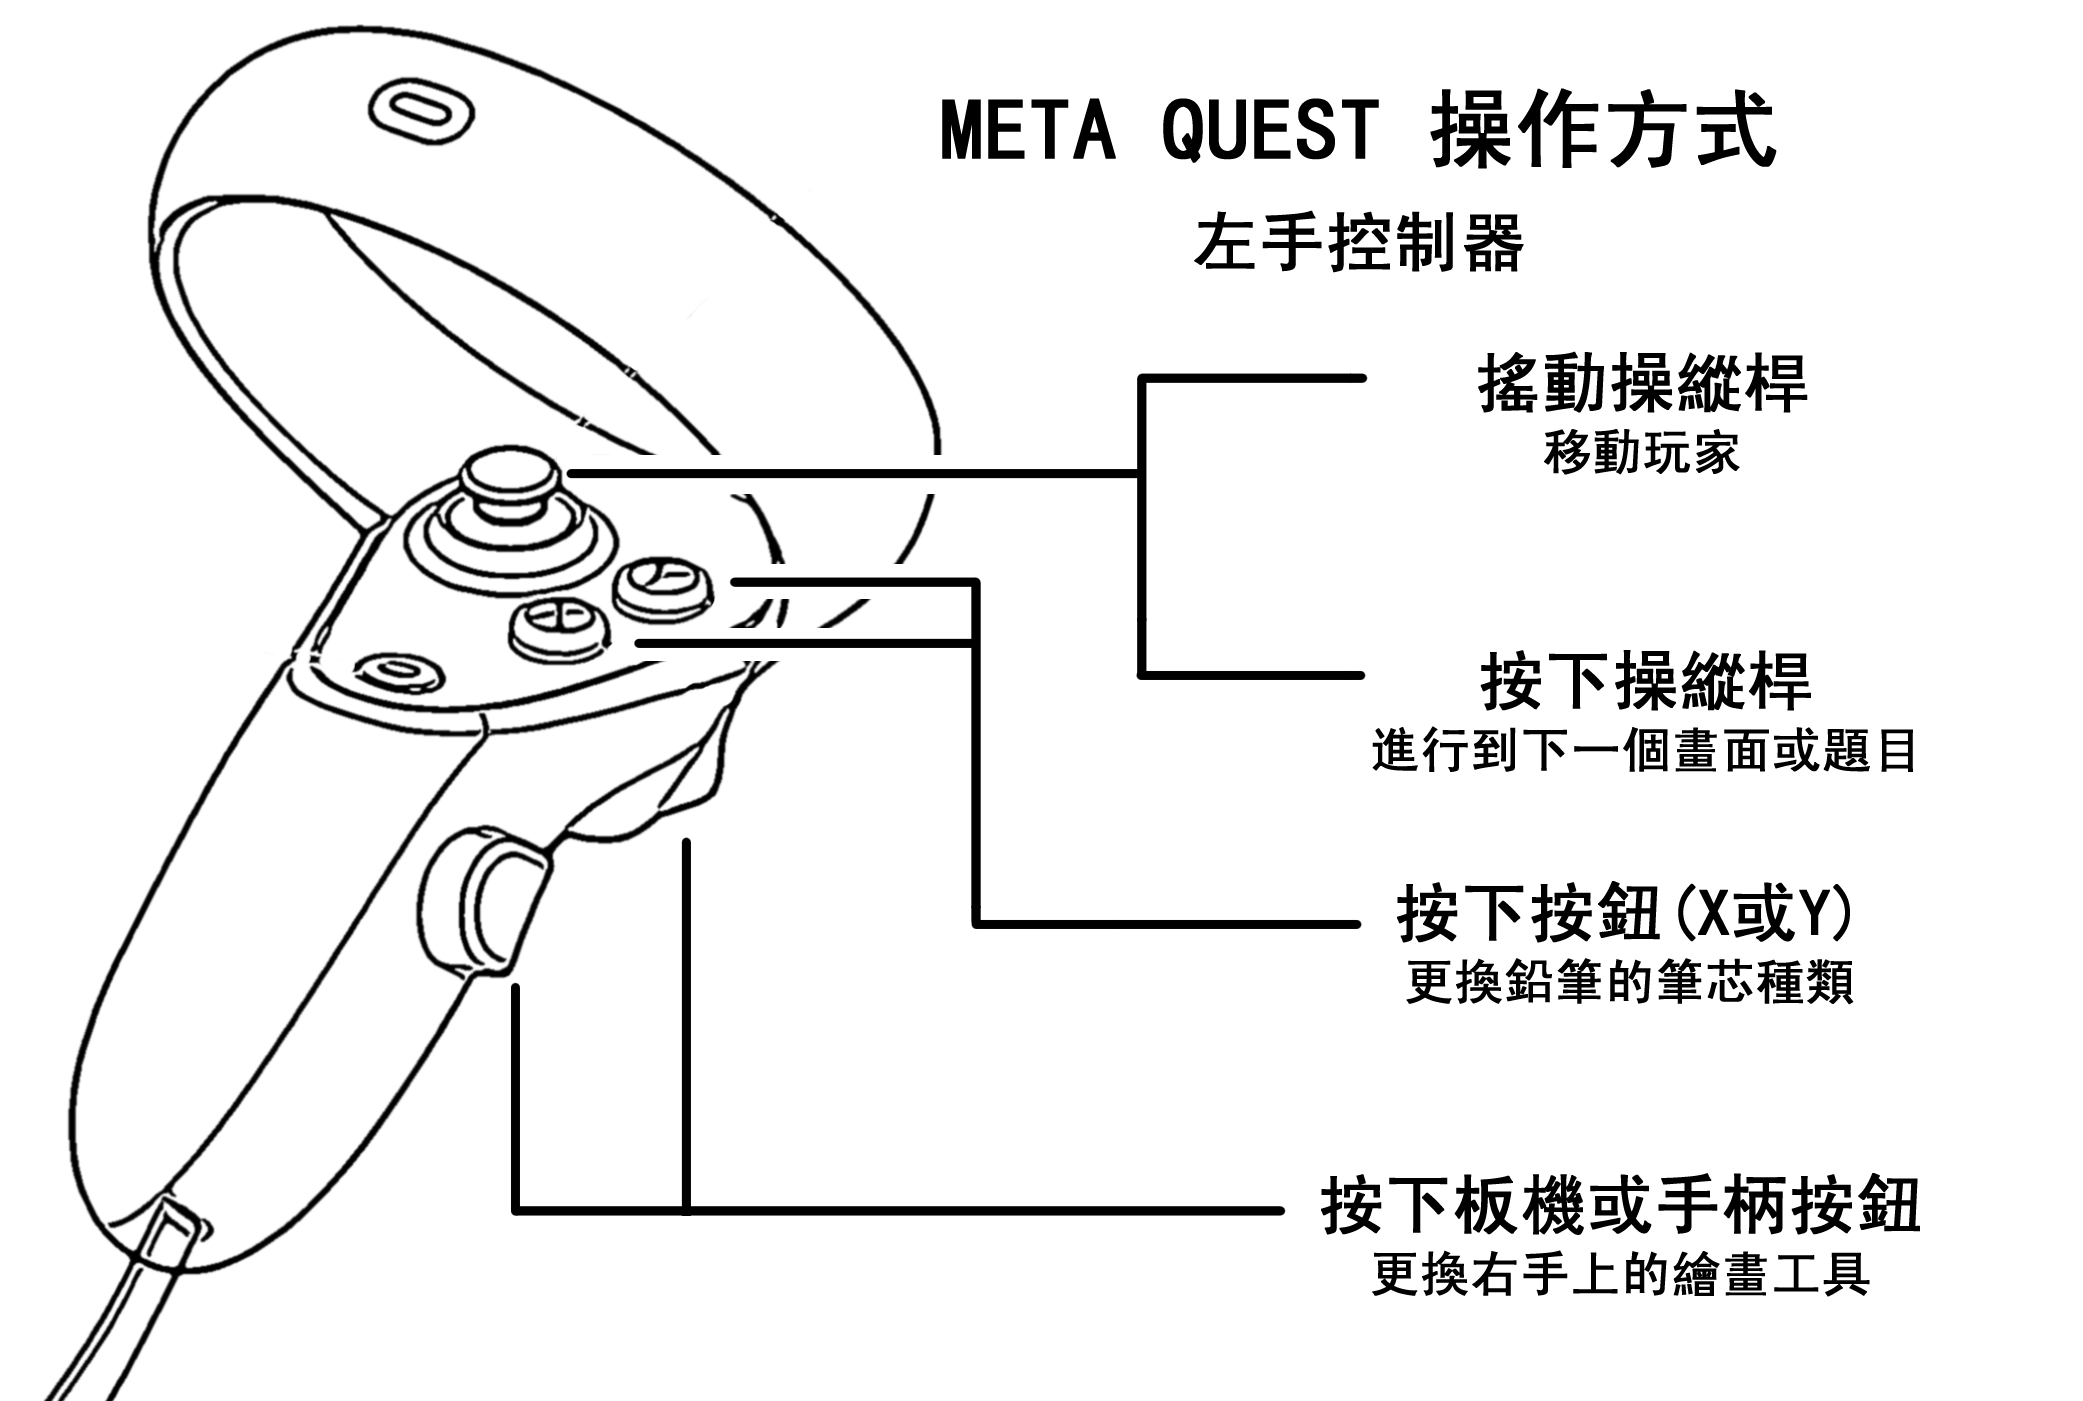 META QUEST 操作方式
左手控制器
搖動操縱桿
移動玩家
按下操縱桿
進行到下一個畫面或題目
按下按鈕(X或Y)
更換鉛筆的筆芯種類
按下板機或手柄按鈕
更換右手上的繪畫工具